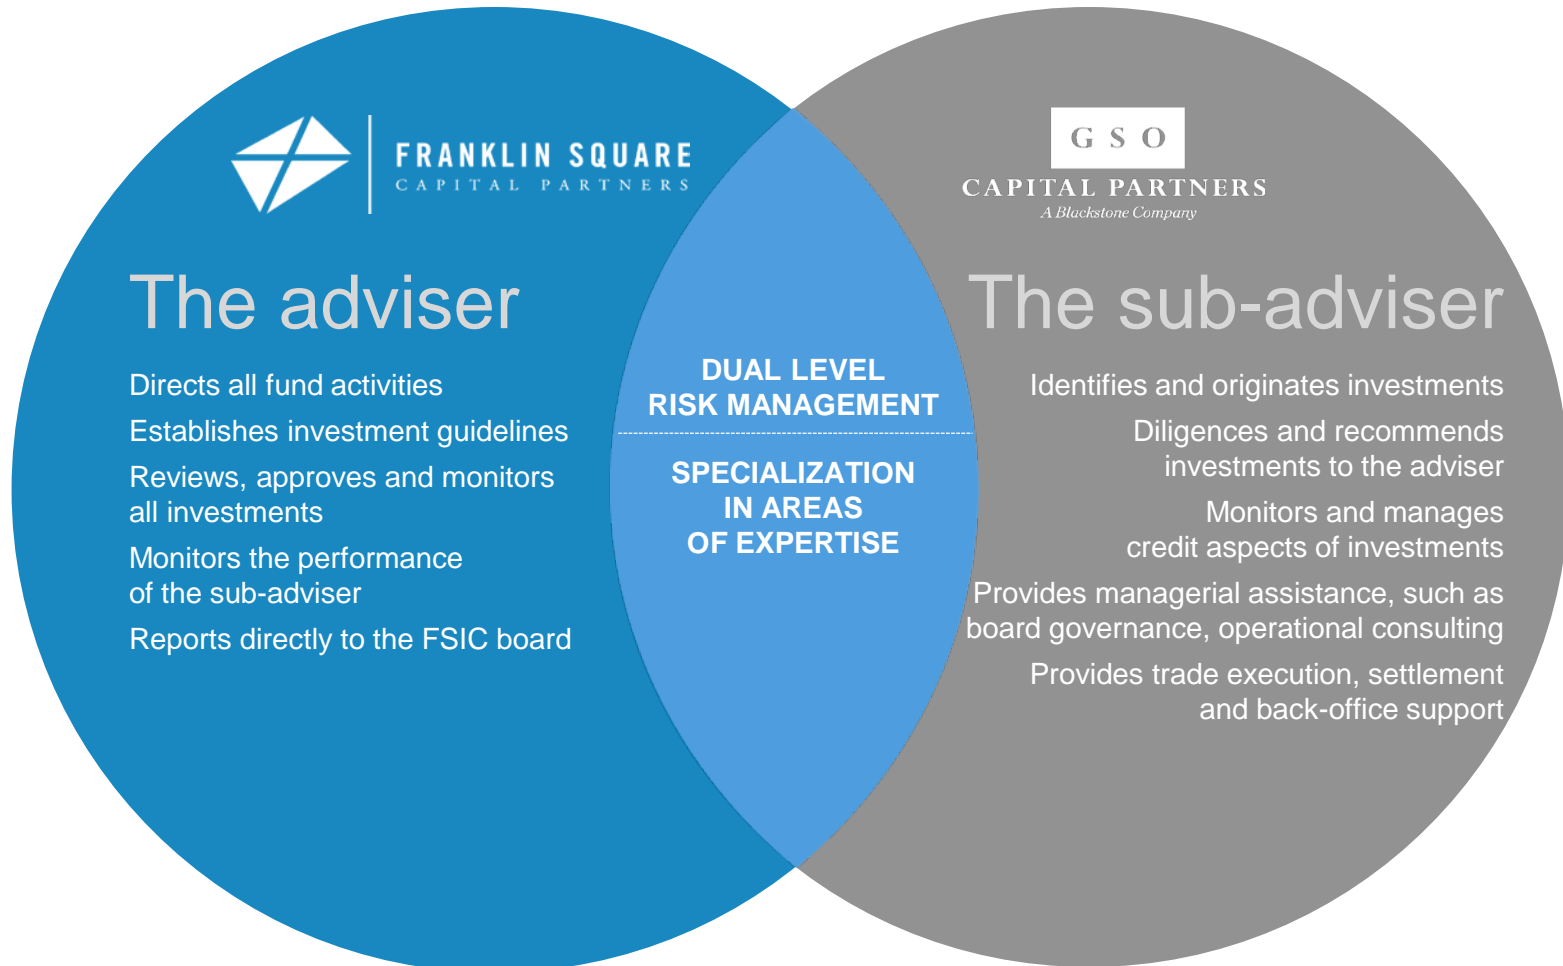 FRANKLIN SQUARE
CAPITAL PARTNERS
The adviser
Directs all fund activities
Establishes investment guidelines
Reviews, approves and monitors
all investments
Monitors the performance
of the sub-adviser
Reports directly to the FSIC board
DUAL LEVEL
RISK MANAGEMENT
SPECIALIZATION
IN AREAS
OF EXPERTISE
GSO
CAPITAL PARTNERS
A Blackstone Company
The sub-adviser
Identifies and originates investments
Diligences and recommends
investments to the adviser
Monitors and manages
credit aspects of investments
Provides managerial assistance, such as
board governance, operational consulting
Provides trade execution, settlement
and back-office support